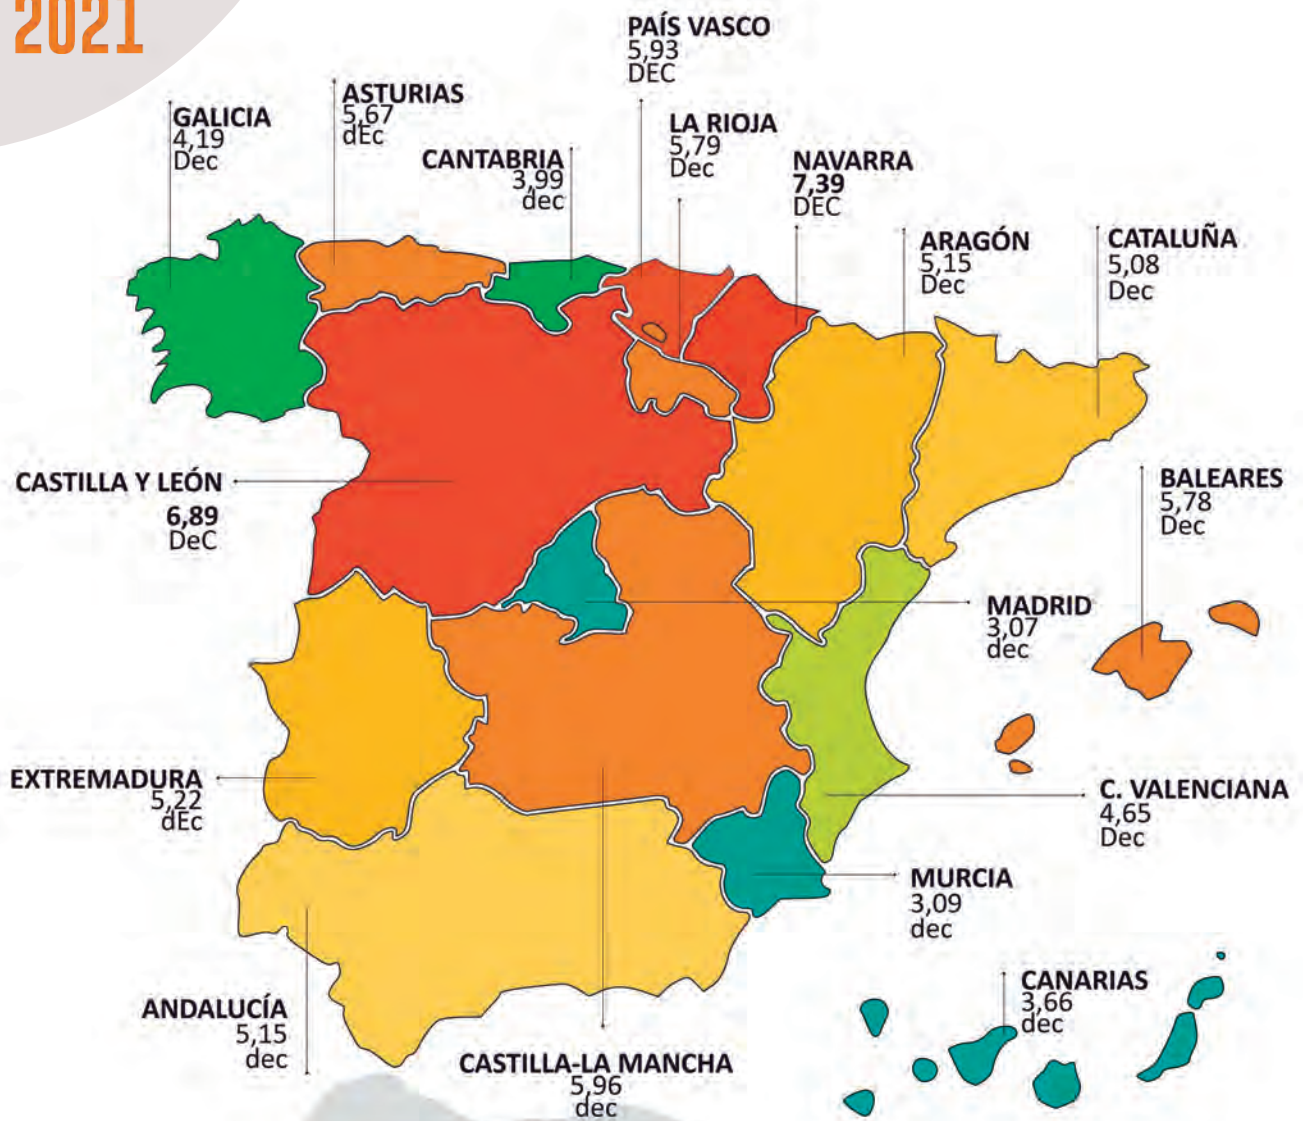 2021
PAÍS VASCO
5,93
DEC
ASTURIAS
5,67
dEc
GALICIA
4,19
Dec
LA RIOJA
5,79
Dec
CANTABRIA
3,99
dec
NAVARRA
7,39
DEC
ARAGÓN
5,15
Dec
CATALUÑA
5,08
Dec
CASTILLA Y LEÓN
6,89
DeC
BALEARES
5,78
Dec
MADRID
3,07
dec
EXTREMADURA
5,22
dEc
C. VALENCIANA
4,65
Dec
MURCIA
3,09
dec
CANARIAS
3,66
dec
ANDALUCÍA
5,15
dec
CASTILLA-LA MANCHA
5,96
dec